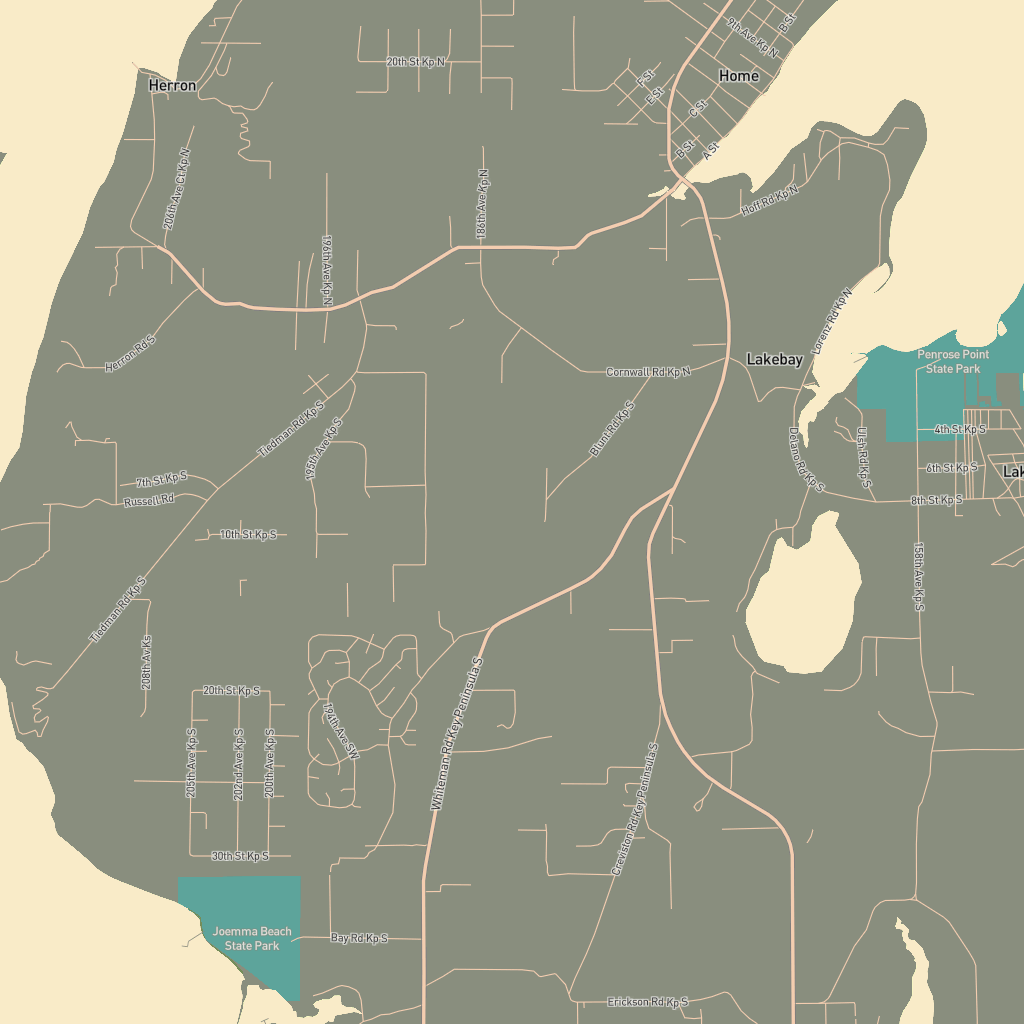 B St
9th Ave Kp N
20th St Kp N
Home
Herron
F St
E St
C St
B St
A St
206th Ave Ct Kp N
186th Ave Kp N
Hoff Rd Kp N
196th Ave Kp N
Lorenz Rd Kp N
Herron Rd S
Lakebay
Penrose Point
State Park
Cornwall Rd Kp N
Tiedman Rd Kp S
Blunt Rd Kp S
195th Ave Kp S
4th St Kp S
Delano Rd Kp S
Ulsh Rd Kp S
6th St Kp S
Lak
7th St Kp S
Russell Rd
8th St Kp S
10th St Kp S
158th Ave Kp S
Tiedman Rd Kp S
208th Av Ks
20th St Kp S
Whiteman Rd Key Peninsula S
194th Ave SW
205th Ave Kp S
202nd Ave Kp S
200th Ave Kp S
Creviston Rd Key Peninsula S
30th St Kp S
Joemma Beach
State Park
Bay Rd Kp S
Erickson Rd Kp S